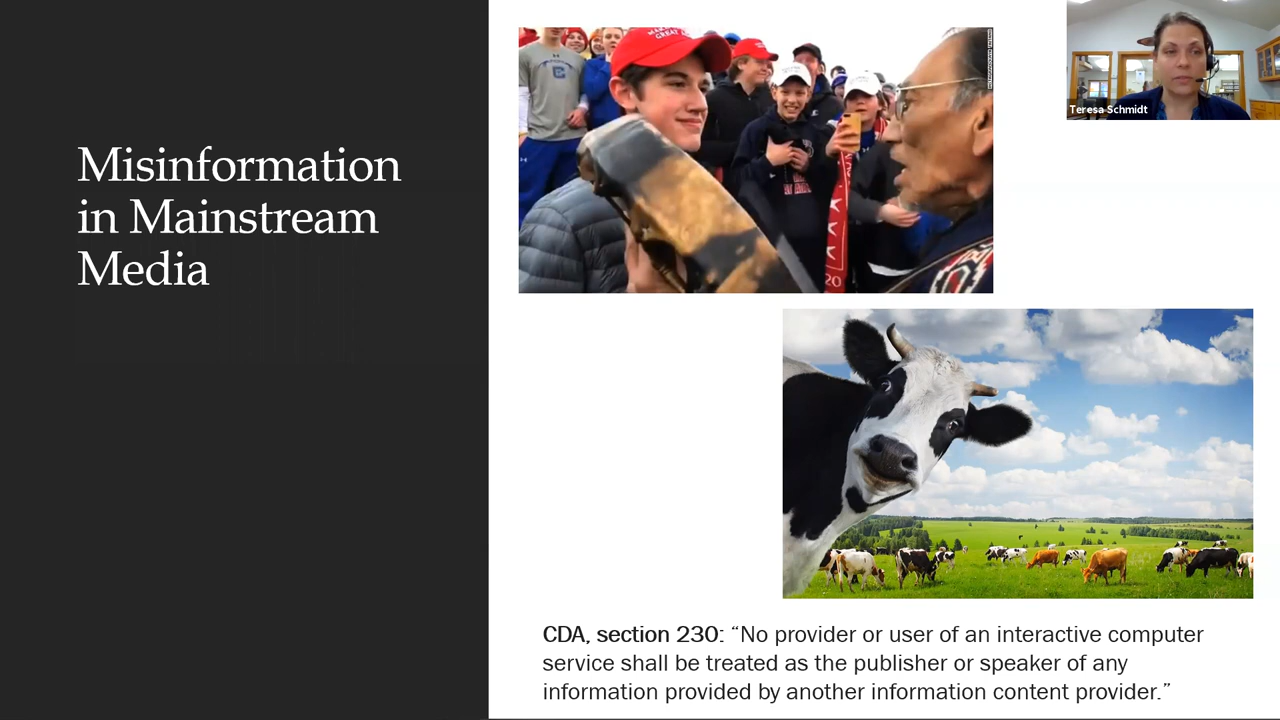 Misinformation
in Mainstream
Media
Teresa Schmidt
20
CDA, section 230: “No provider or user of an interactive computer
service shall be treated as the publisher or speaker of any
information provided by another information content provider.”